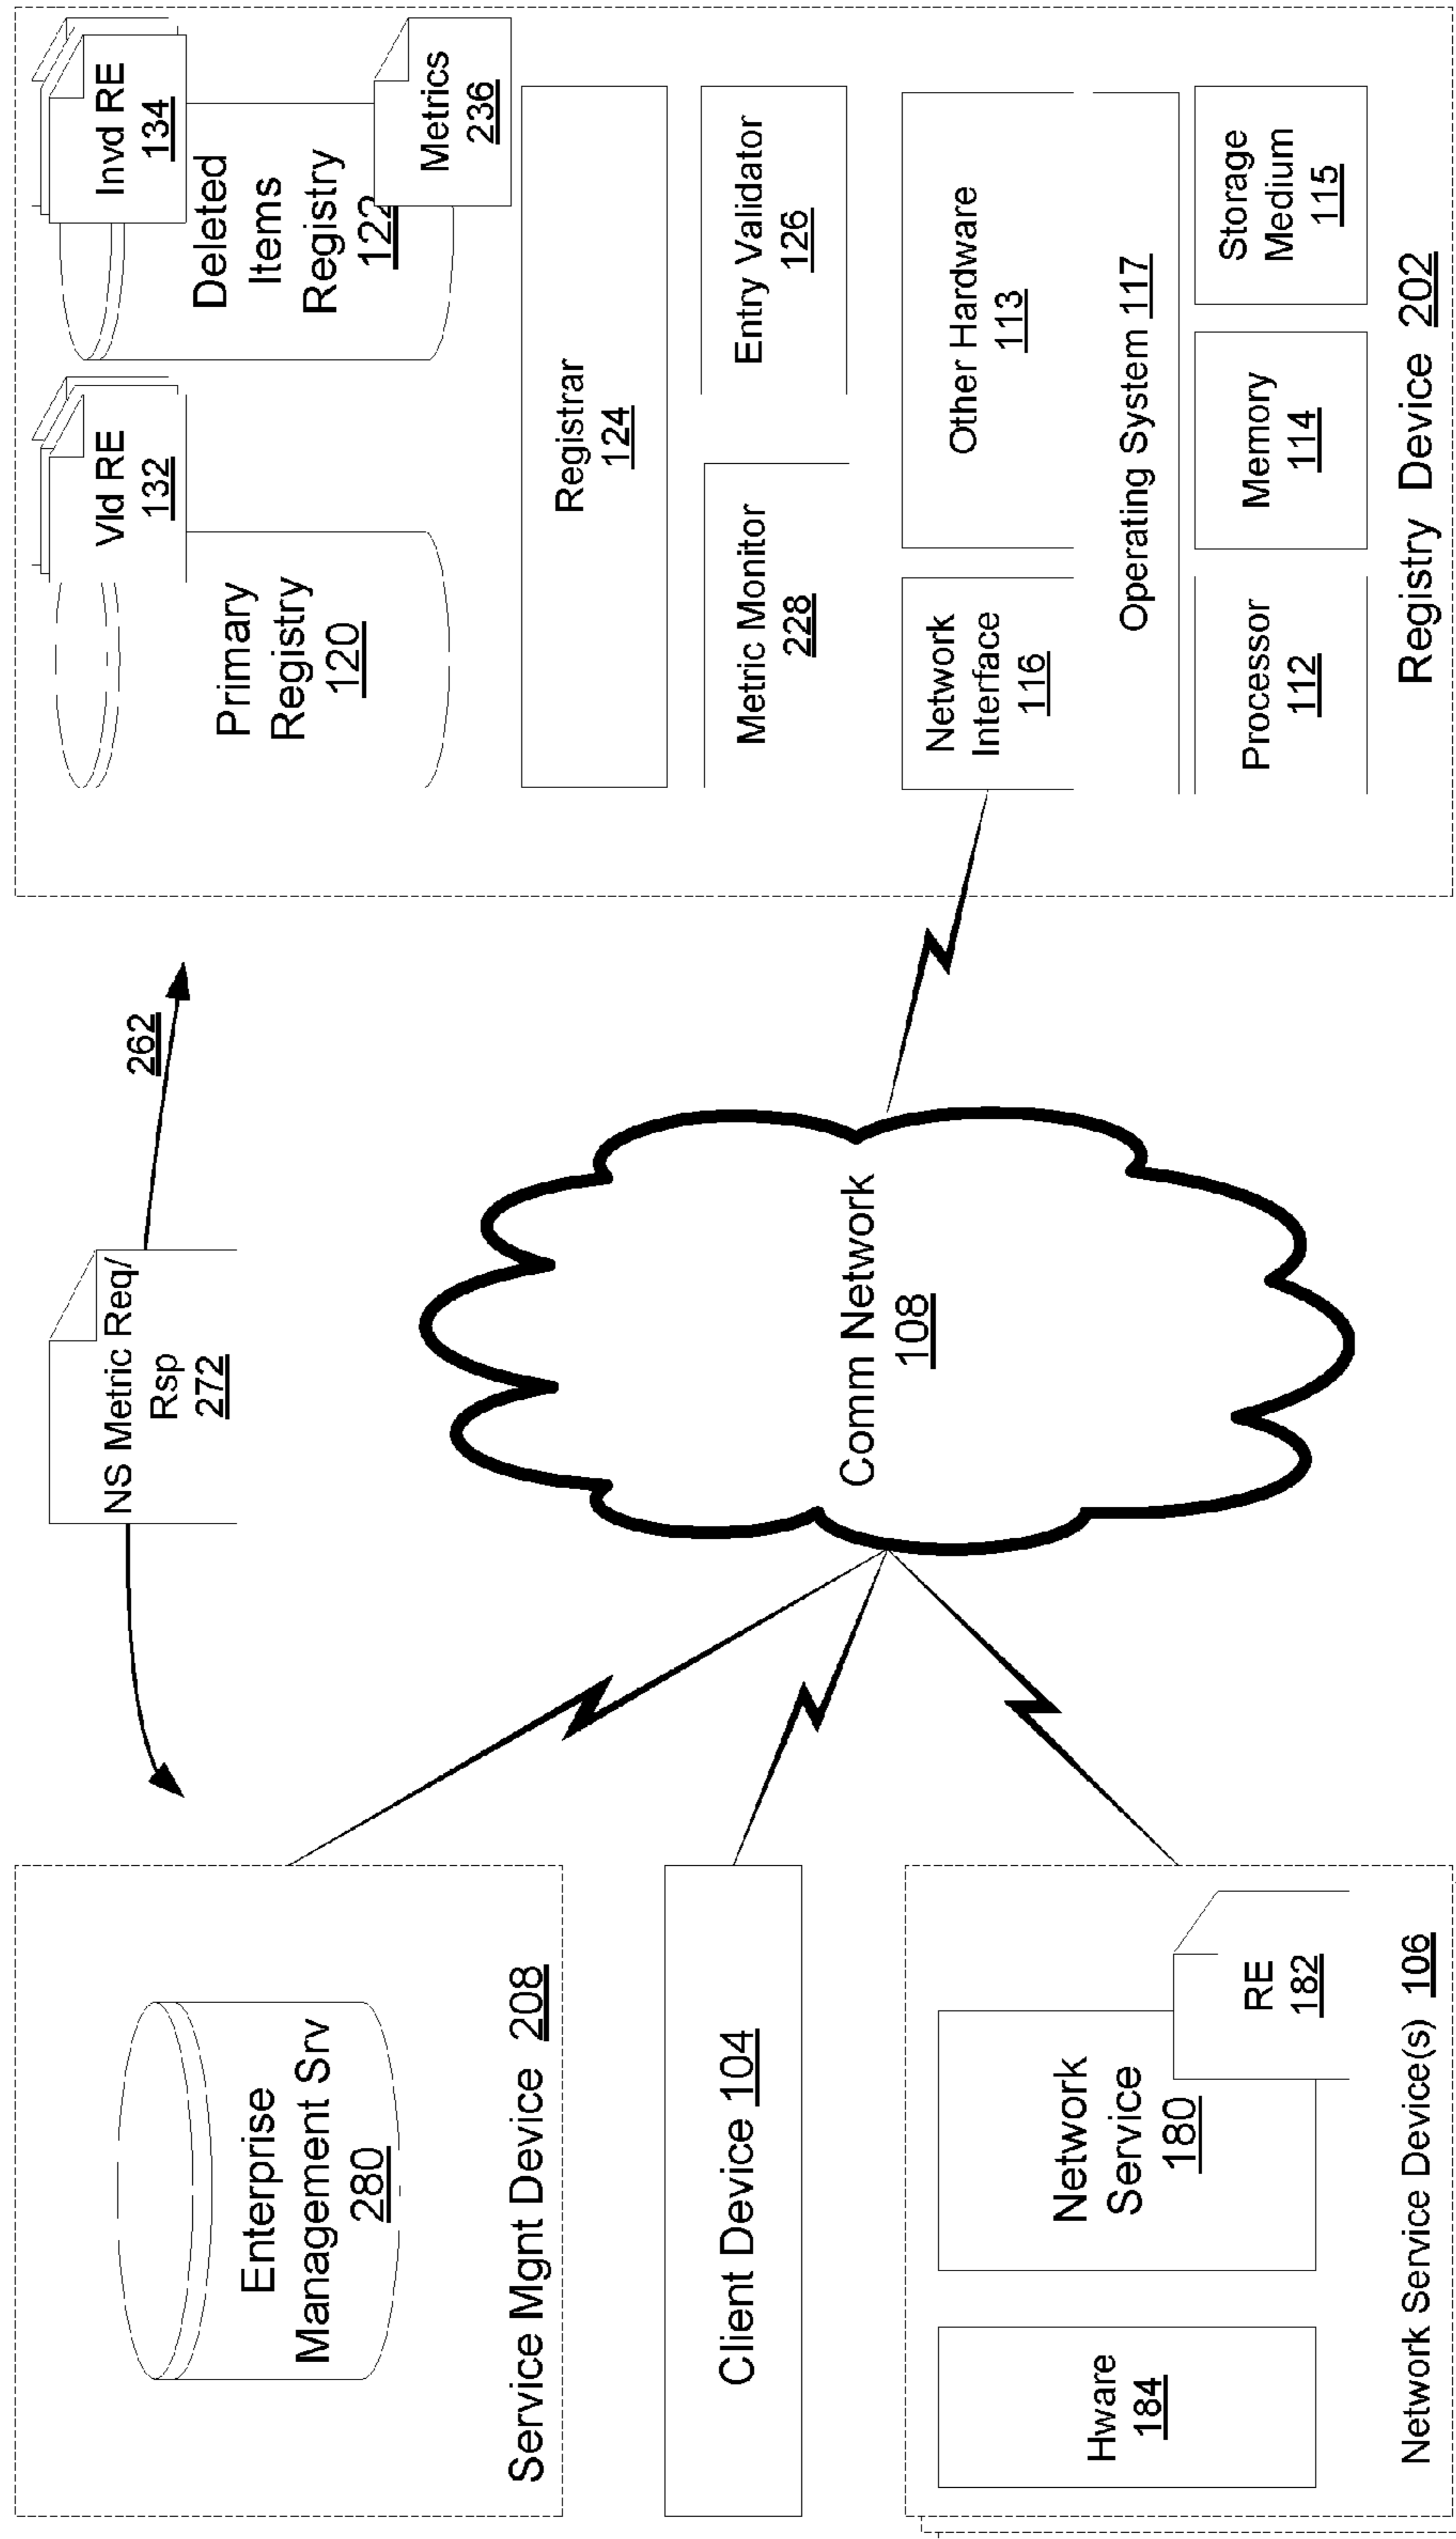 Enterprise
Management Srv
280
Service Mgnt Device 208
Client Device 104
Hware
184
Network
Service
180
RE
182
Network Service Device(s) 106
NS Metric Req/
Rsp
272
262
Comm Network
108
Vld RE
132
Primary
Registry
120
Invd RE
134
Deleted
Items
Registry
122
Metrics
236
Registrar
124
Metric Monitor
228
Entry Validator
126
Network
Interface
116
Other Hardware
113
Operating System 117
Processor
112
Memory
114
Storage
Medium
115
Registry Device 202